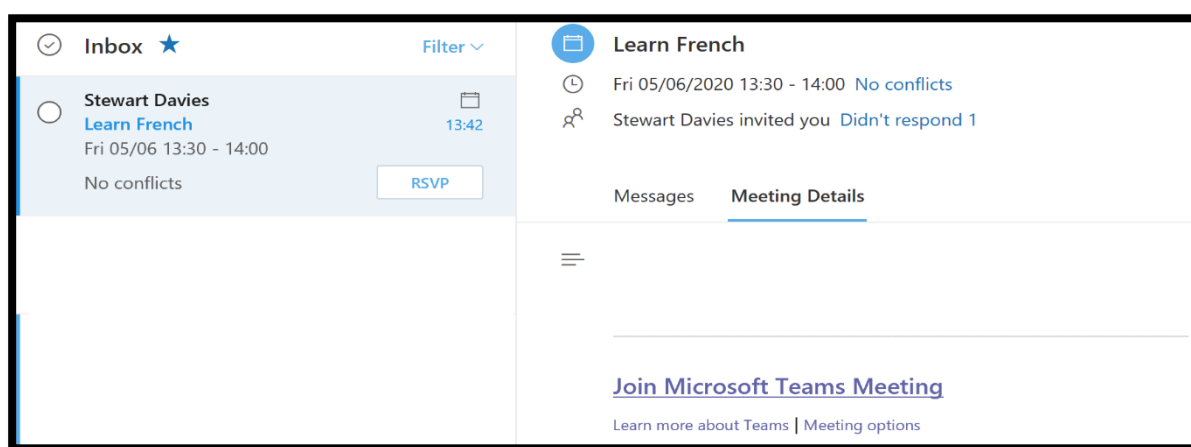 Inbox
Filter
Stewart Davies
Learn French
13:42
Fri 05/06 13:30 - 14:00
No conflicts
RSVP
Learn French
Fri 05/06/2020 13:30 - 14:00 No conflicts
Stewart Davies invited you Didn't respond 1
Messages Meeting Details
Join Microsoft Teams Meeting
Learn more about Teams | Meeting options